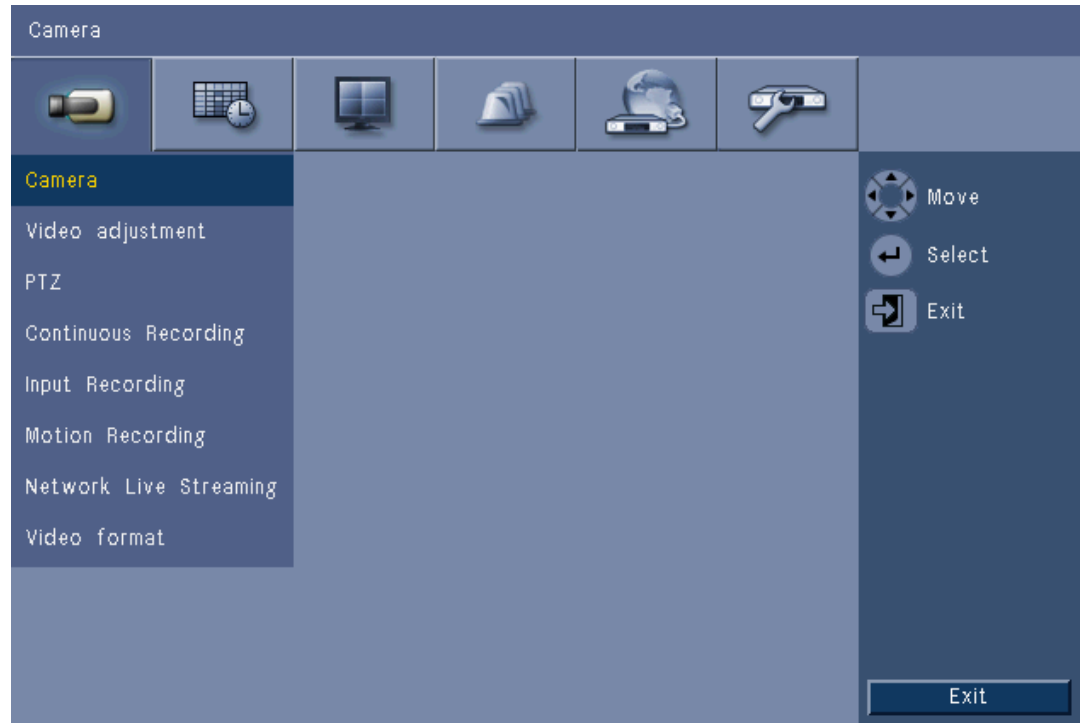 Camera
Camera
Video adjustment
PTZ
Continuous Recording
Input Recording
Motion Recording
Network Live Streaming
Video format
Move
Select
Exit
Exit